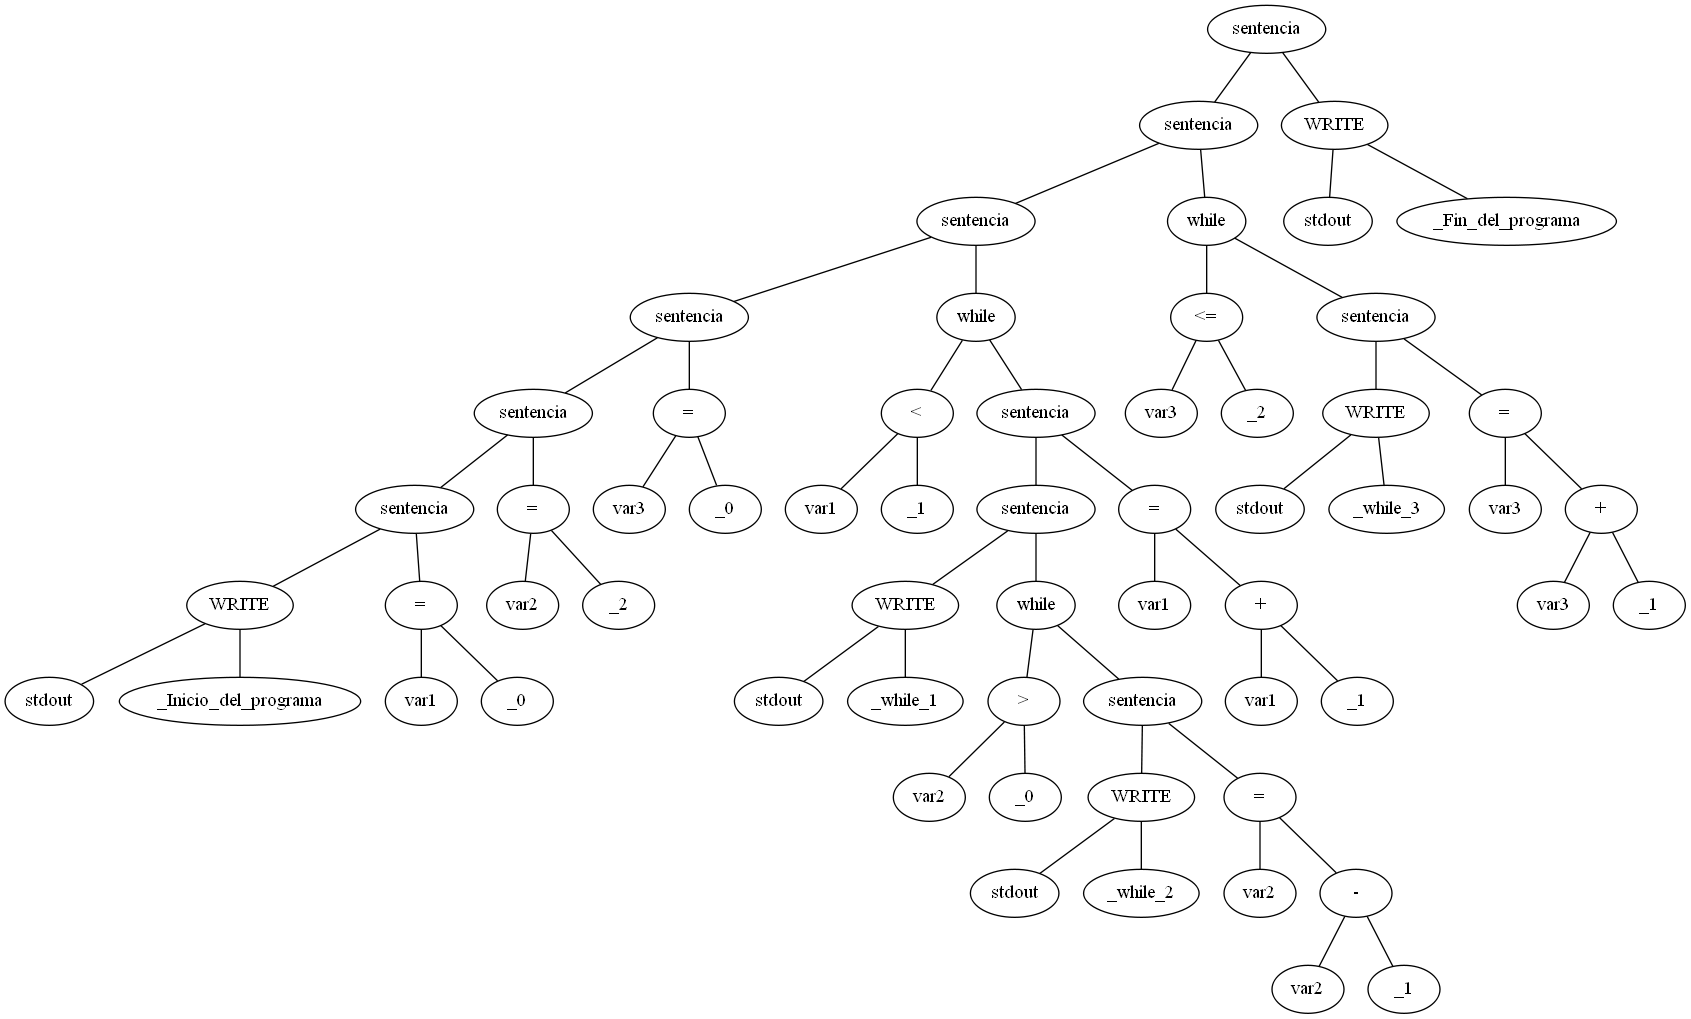 sentencia
sentencia WRITE
sentencia while stdout _Fin_del_programa
sentencia while <= sentencia
sentencia = < sentencia var3 _2 WRITE =
sentencia = var3 _0 var1 _1 sentencia = stdout _while_3 var3 +
WRITE = var2 _2 WRITE while var1 + var3 _1
stdout _Inicio_del_programa var1 _0 stdout _while_1 > sentencia var1 _1
var2 _0 WRITE =
stdout _while_2 var2 -
var2 _1